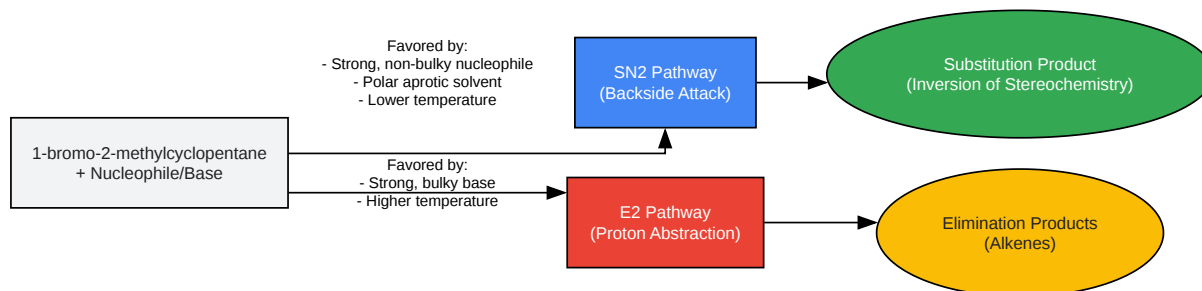 1-bromo-2-methylcyclopentane
+ Nucleophile/Base
Favored by:
- Strong, non-bulky nucleophile
- Polar aprotic solvent
- Lower temperature
SN2 Pathway
(Backside Attack)
Substitution Product
(Inversion of Stereochemistry)
Favored by:
- Strong, bulky base
- Higher temperature
E2 Pathway
(Proton Abstraction)
Elimination Products
(Alkenes)